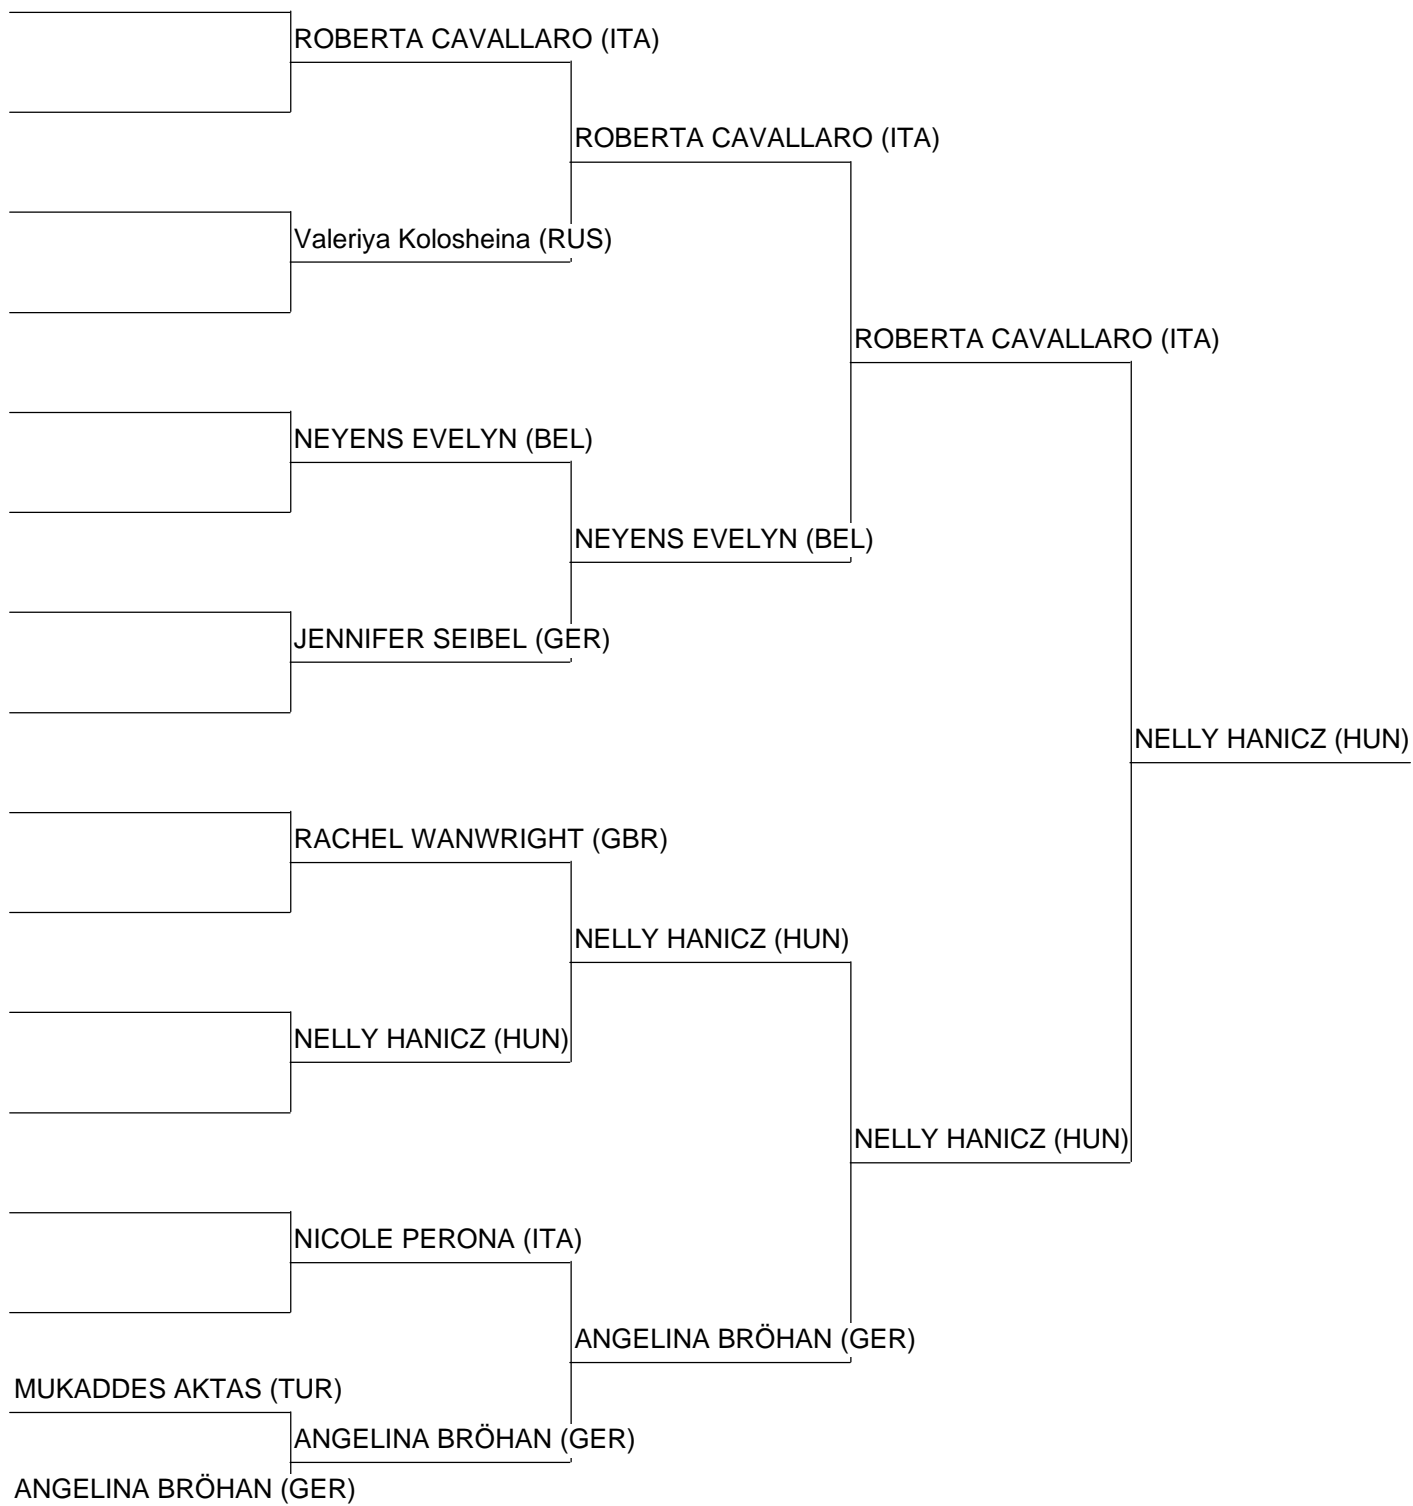 ROBERTA CAVALLARO (ITA)
ROBERTA CAVALLARO (ITA)
Valeriya Kolosheina (RUS)
ROBERTA CAVALLARO (ITA)
NEYENS EVELYN (BEL)
NEYENS EVELYN (BEL)
JENNIFER SEIBEL (GER)
NELLY HANICZ (HUN)
RACHEL WANWRIGHT (GBR)
NELLY HANICZ (HUN)
NELLY HANICZ (HUN)
NELLY HANICZ (HUN)
NICOLE PERONA (ITA)
ANGELINA BRÖHAN (GER)
MUKADDES AKTAS (TUR)
ANGELINA BRÖHAN (GER)
ANGELINA BRÖHAN (GER)